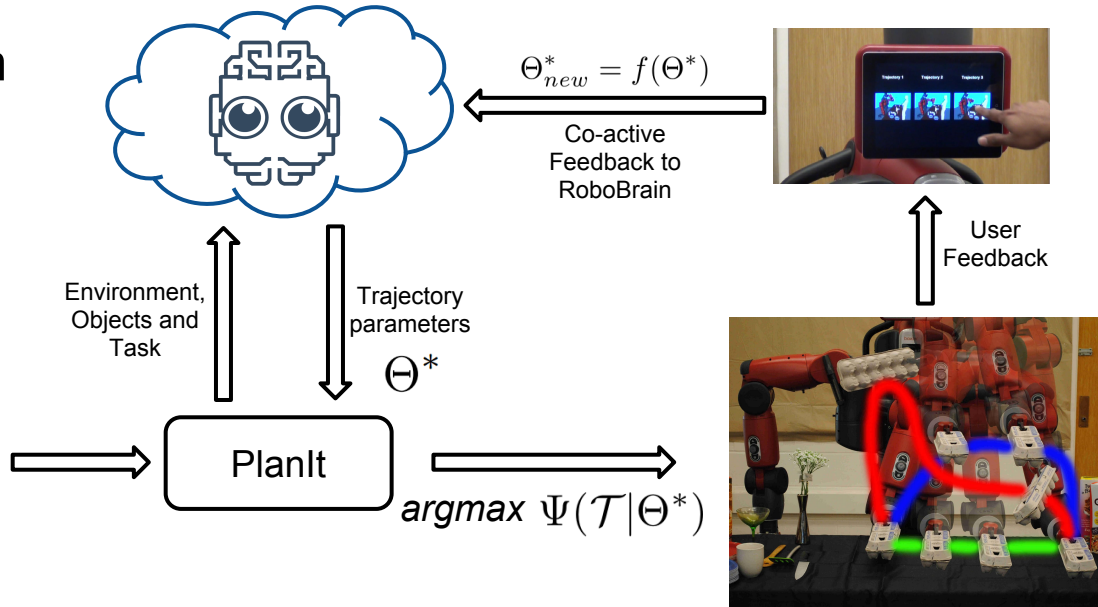 n
Θ*new = f(Θ*)
Co-active
Feedback to
RoboBrain
Trajectory 1 Trajectory 2 Trajectory 3
User
Feedback
Environment,
Objects and
Task
Trajectory
parameters
Θ*
PlanIt
argmax Ψ(𝒯|Θ*)